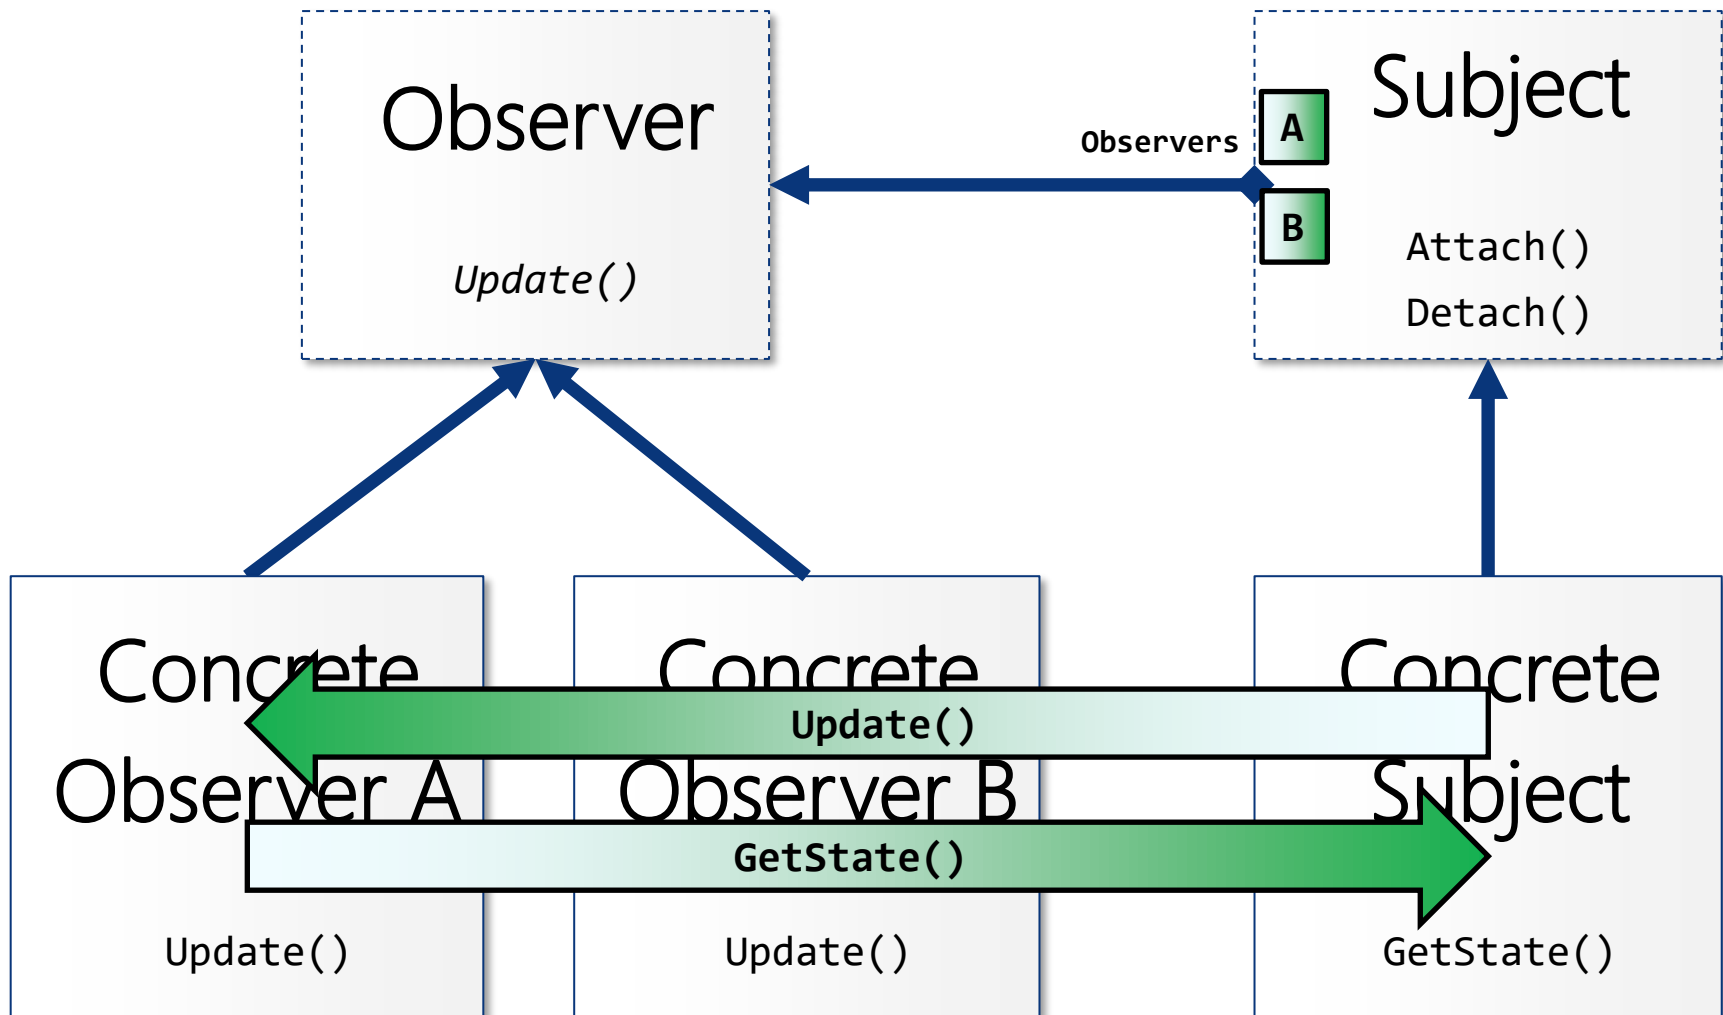 Observer
Update()
Observers
A
B
Subject
Attach()
Detach()
Concrete
Observer A
Update()
Concrete
Observer B
Update()
Concrete
Subject
GetState()
Update()
GetState()